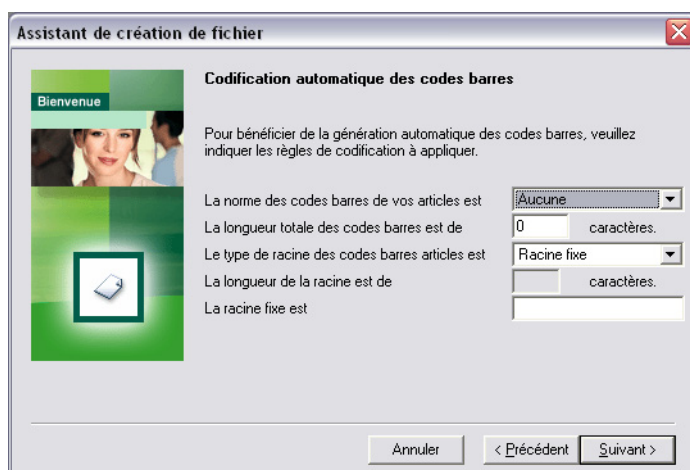 Assistant de création de fichier
Bienvenue
Codification automatique des codes barres
Pour bénéficier de la génération automatique des codes barres, veuillez
indiquer les règles de codification à appliquer.
La norme des codes barres de vos articles est Aucune
La longueur totale des codes barres est de 0 caractères.
Le type de racine des codes barres articles est Racine fixe
La longueur de la racine est de caractères.
La racine fixe est
Annuler < Précédent Suivant >